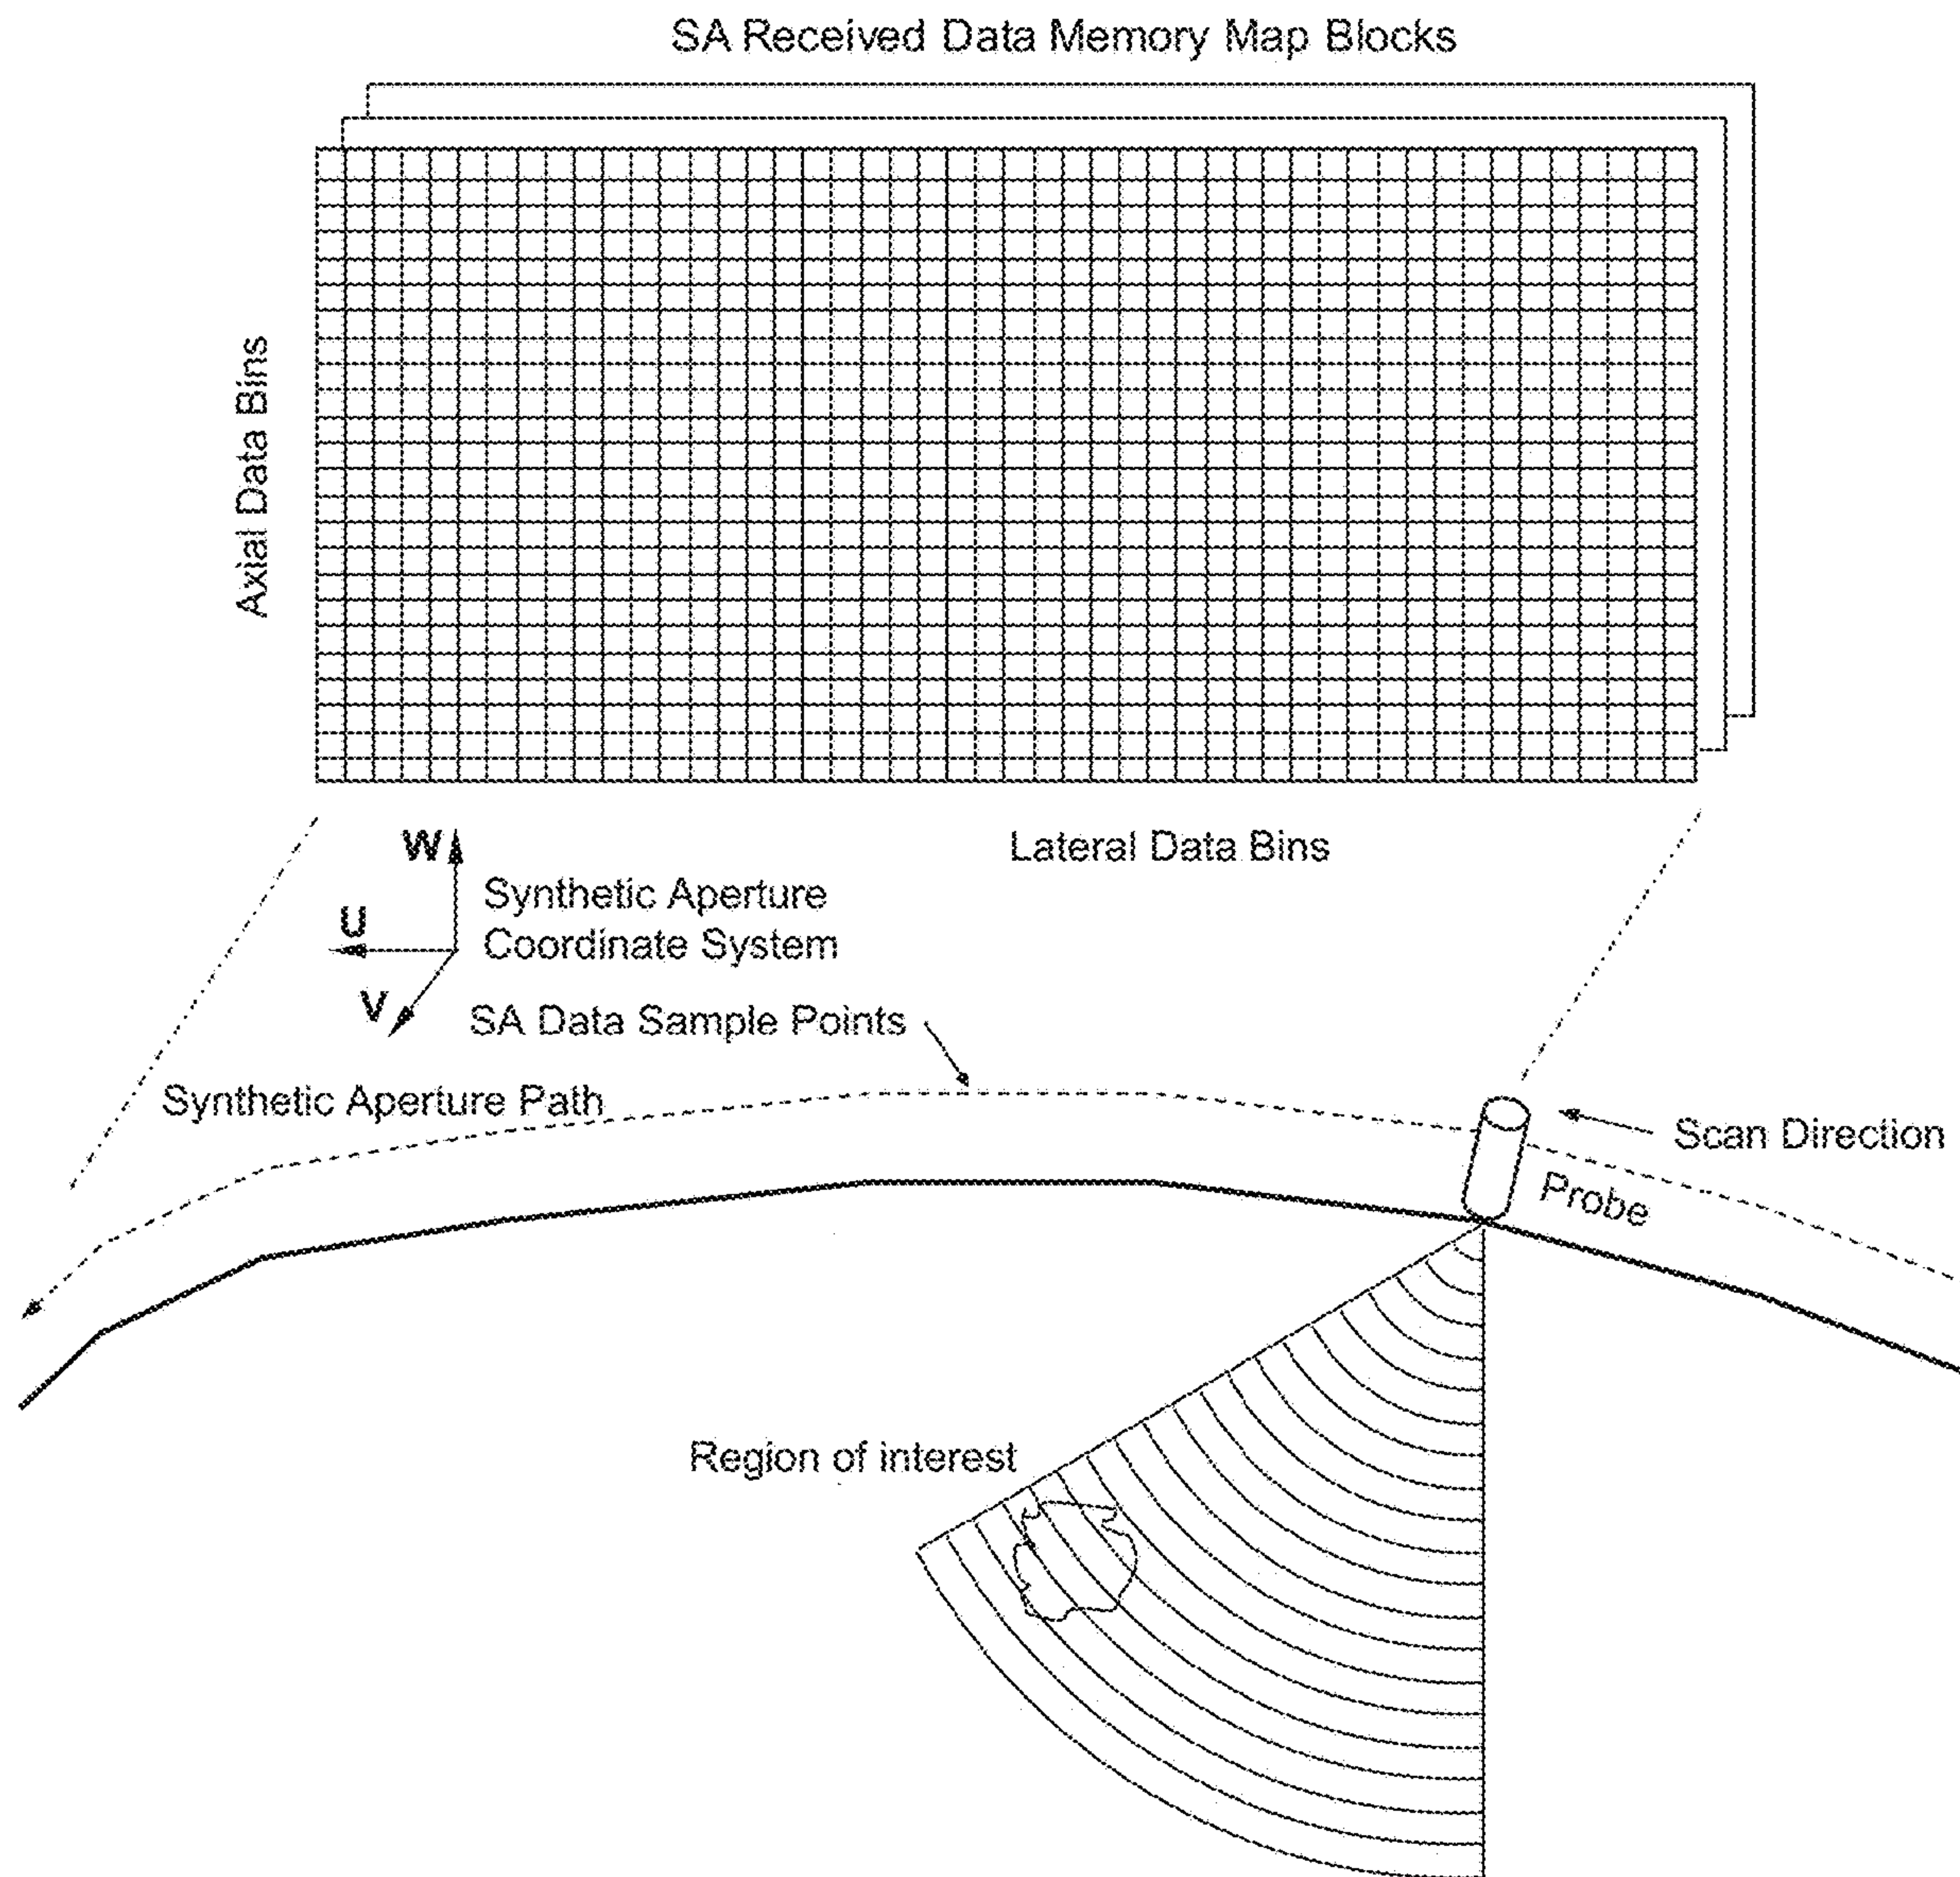 SA Received Data Memory Map Blocks
Axial Data Bins
Lateral Data Bins
W
U
V
Synthetic Aperture
Coordinate System
SA Data Sample Points
Synthetic Aperture Path
Scan Direction
Probe
Region of interest